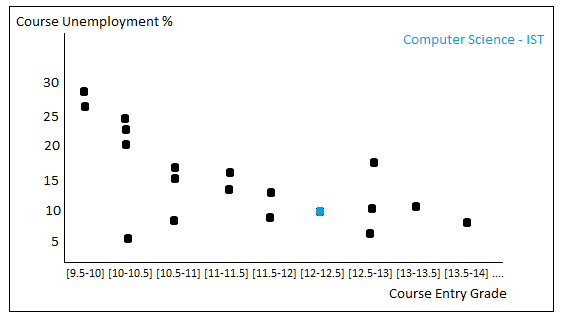 Course Unemployment %
Computer Science - IST
30
25
20
15
10
5
[9.5-10] [10-10.5] [10.5-11] [11-11.5] [11.5-12] [12-12.5] [12.5-13] [13-13.5] [13.5-14] ....
Course Entry Grade